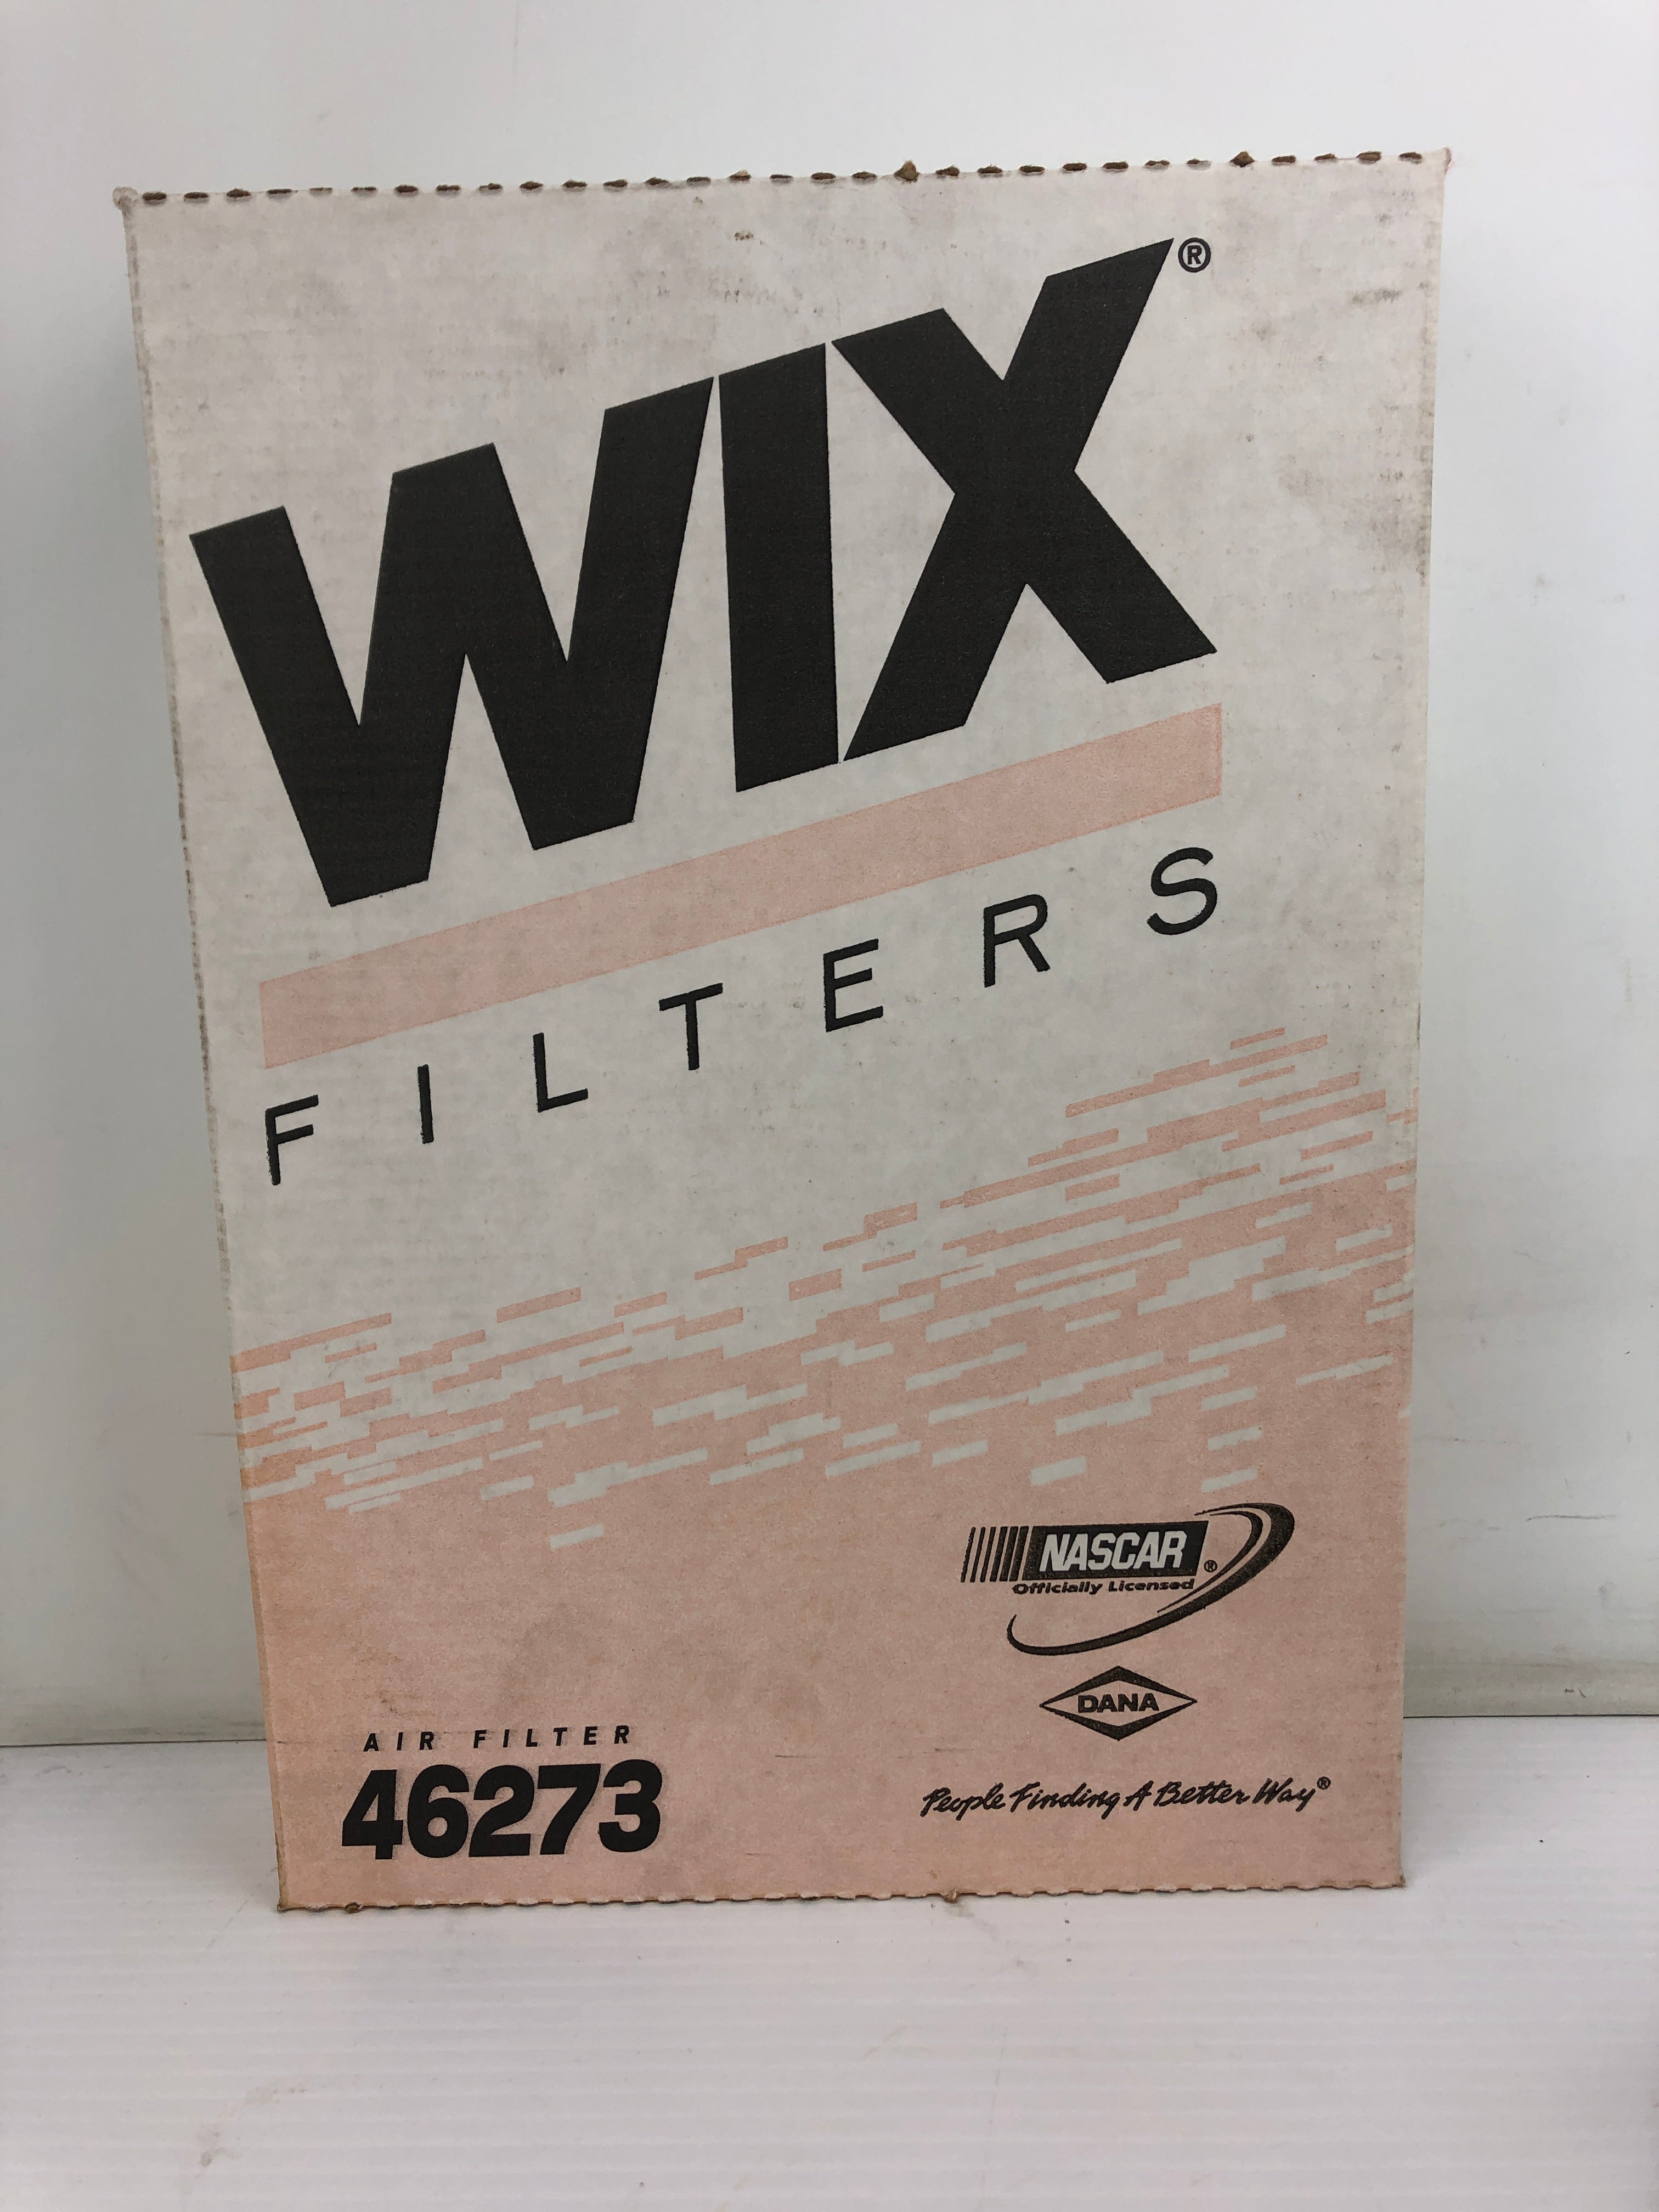 WIX®
FILTERS
NASCAR®
Officially Licensed
DANA
AIR FILTER
46273
People Finding A Better Way®